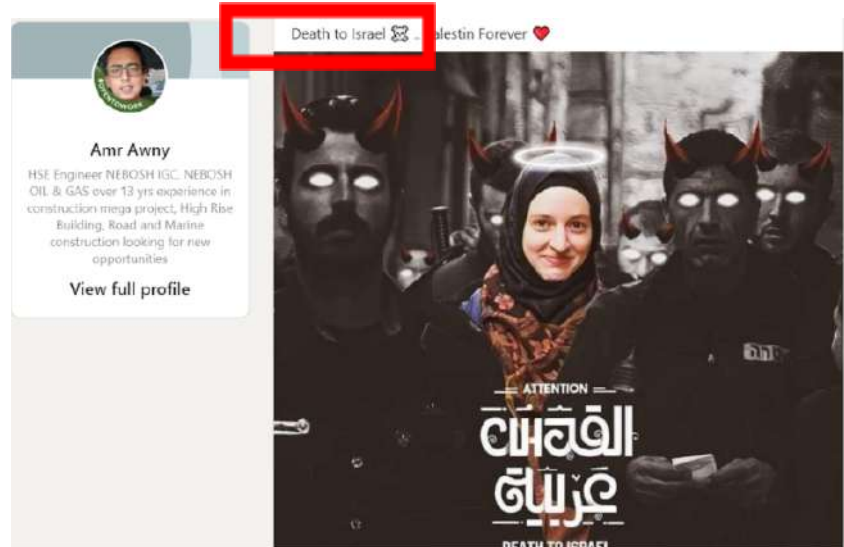 Death to Israel ☠ ... alestin Forever ❤
#OPENTOWORK
Amr Awny
HSE Engineer NEBOSH IGC, NEBOSH
OIL & GAS over 13 yrs experience in
construction mega project, High Rise
Building, Road and Marine
construction looking for new
opportunities
View full profile
ATTENTION
القدس
عربية
DEATH TO ISRAEL